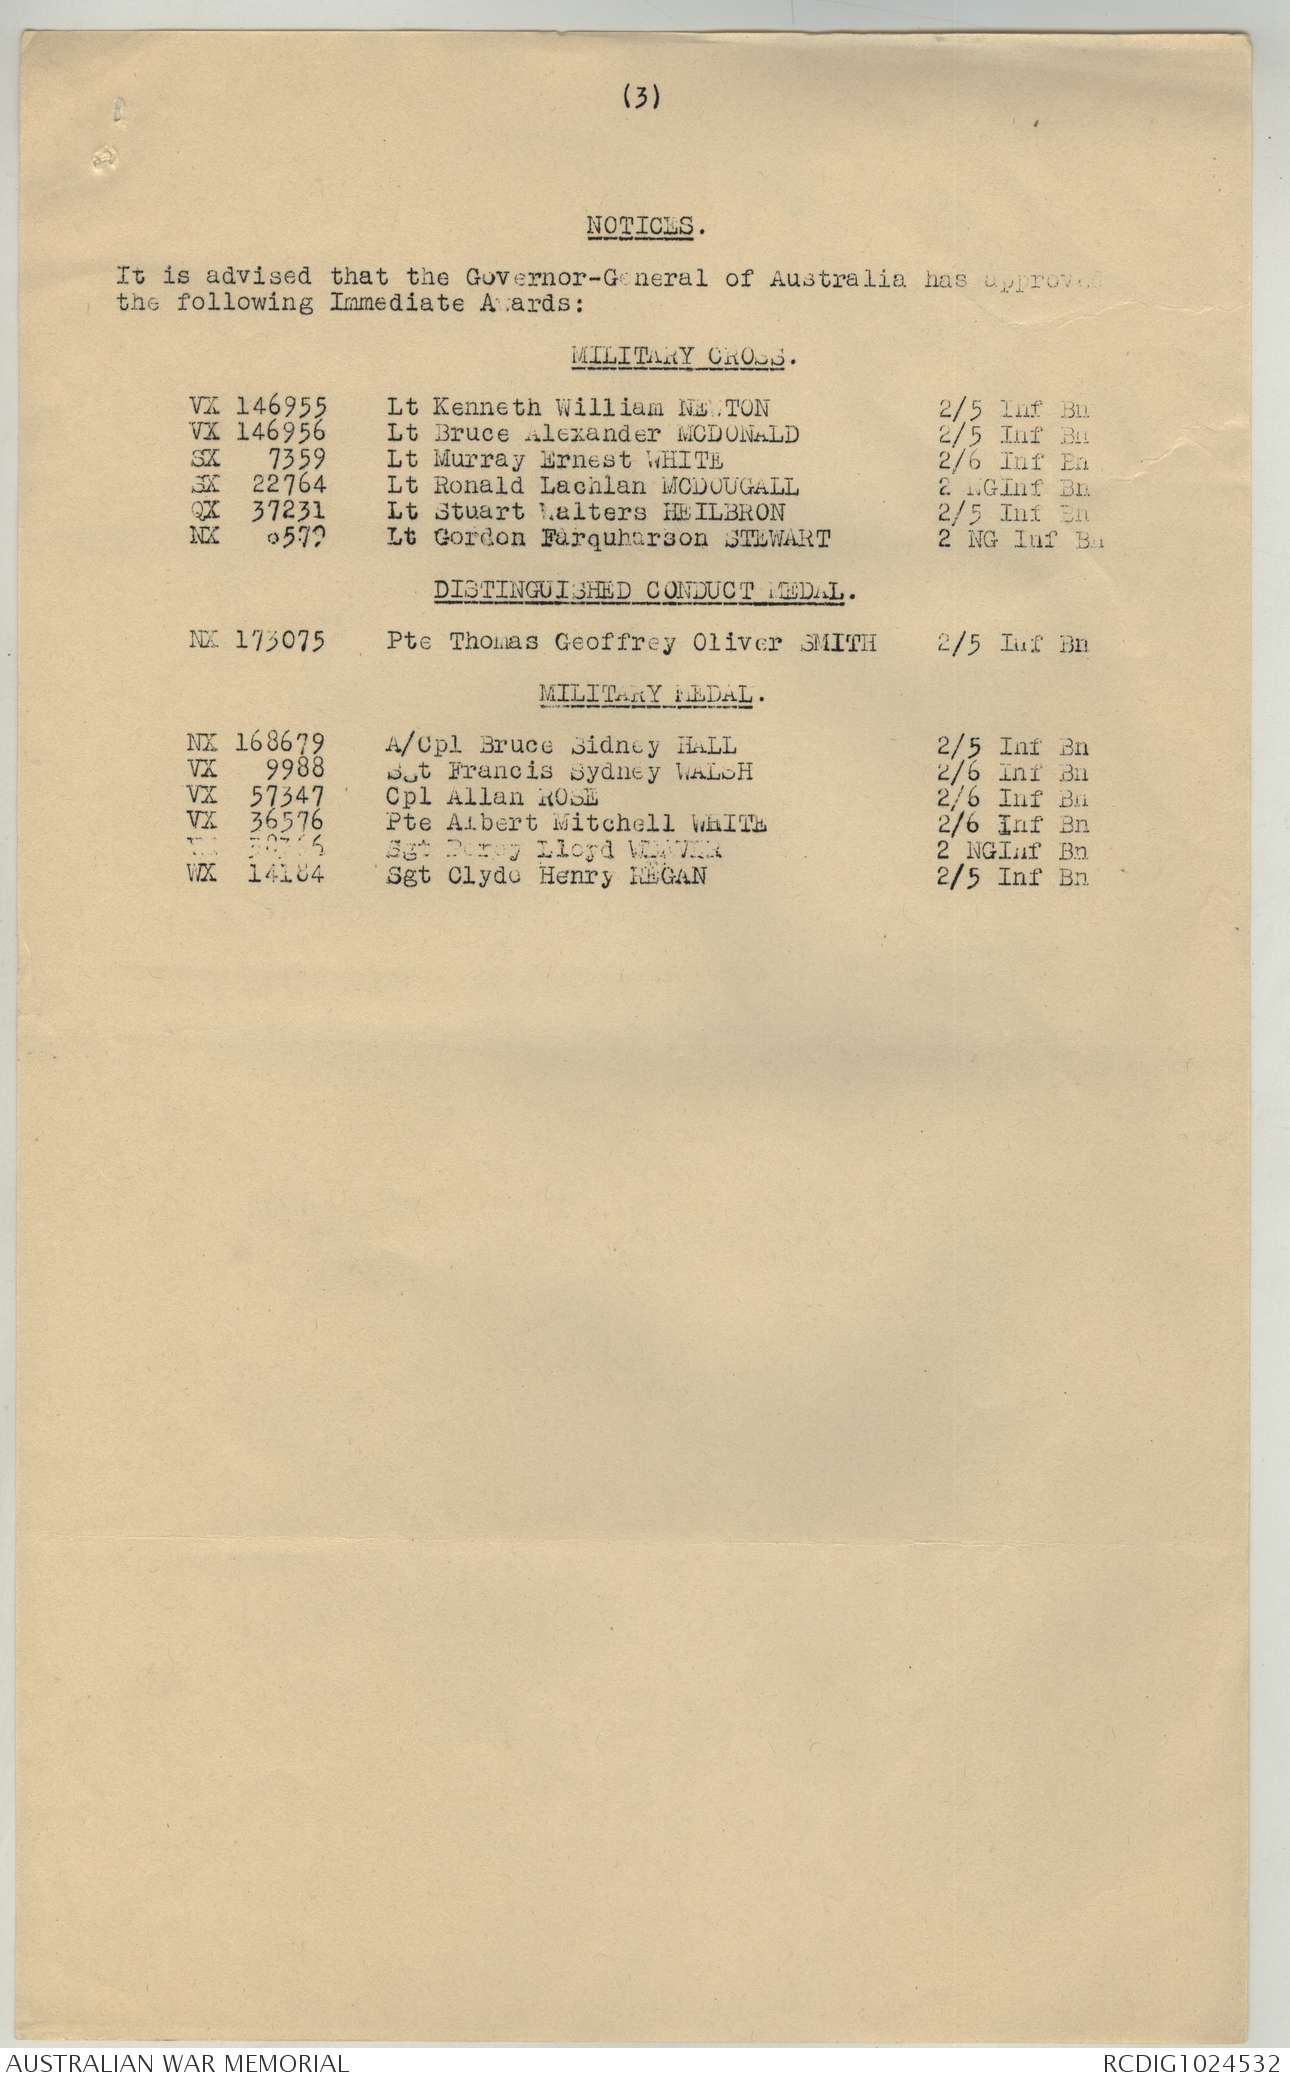 (3)
NOTICES.
It is advised that the Governor-General of Australia has approved
the following Immediate Awards:
MILITARY CROSS.
VX 146955 Lt Kenneth William NEWTON 2/5 Inf Bn
VX 146956 Lt Bruce Alexander MCDONALD 2/5 Inf Bn
SX 7359 Lt Murray Ernest WHITE 2/6 Inf Bn
SX 22764 Lt Ronald Lachlan MCDOUGALL 2 NGInf Bn
QX 37231 Lt Stuart Walters HEILBRON 2/5 Inf Bn
NX Lt Gordon Farquharson STEWART 2 NG Inf Bn
DISTINGUISHED CONDUCT MEDAL.
NX 173075 Pte Thomas Geoffrey Oliver SMITH 2/5 Inf Bn
MILITARY MEDAL.
NX 168679 A/Cpl Bruce Sidney HALL 2/5 Inf Bn
VX 9988 Sgt Francis Sydney WALSH 2/6 Inf Bn
VX 57347 Cpl Allan ROSE 2/6 Inf Bn
VX 36576 Pte Albert Mitchell WHITE 2/6 Inf Bn
Sgt Percy Lloyd WEAVER 2 NGInf Bn
WX 14184 Sgt Clyde Henry REGAN 2/5 Inf Bn
AUSTRALIAN WAR MEMORIAL RCDIG1024532